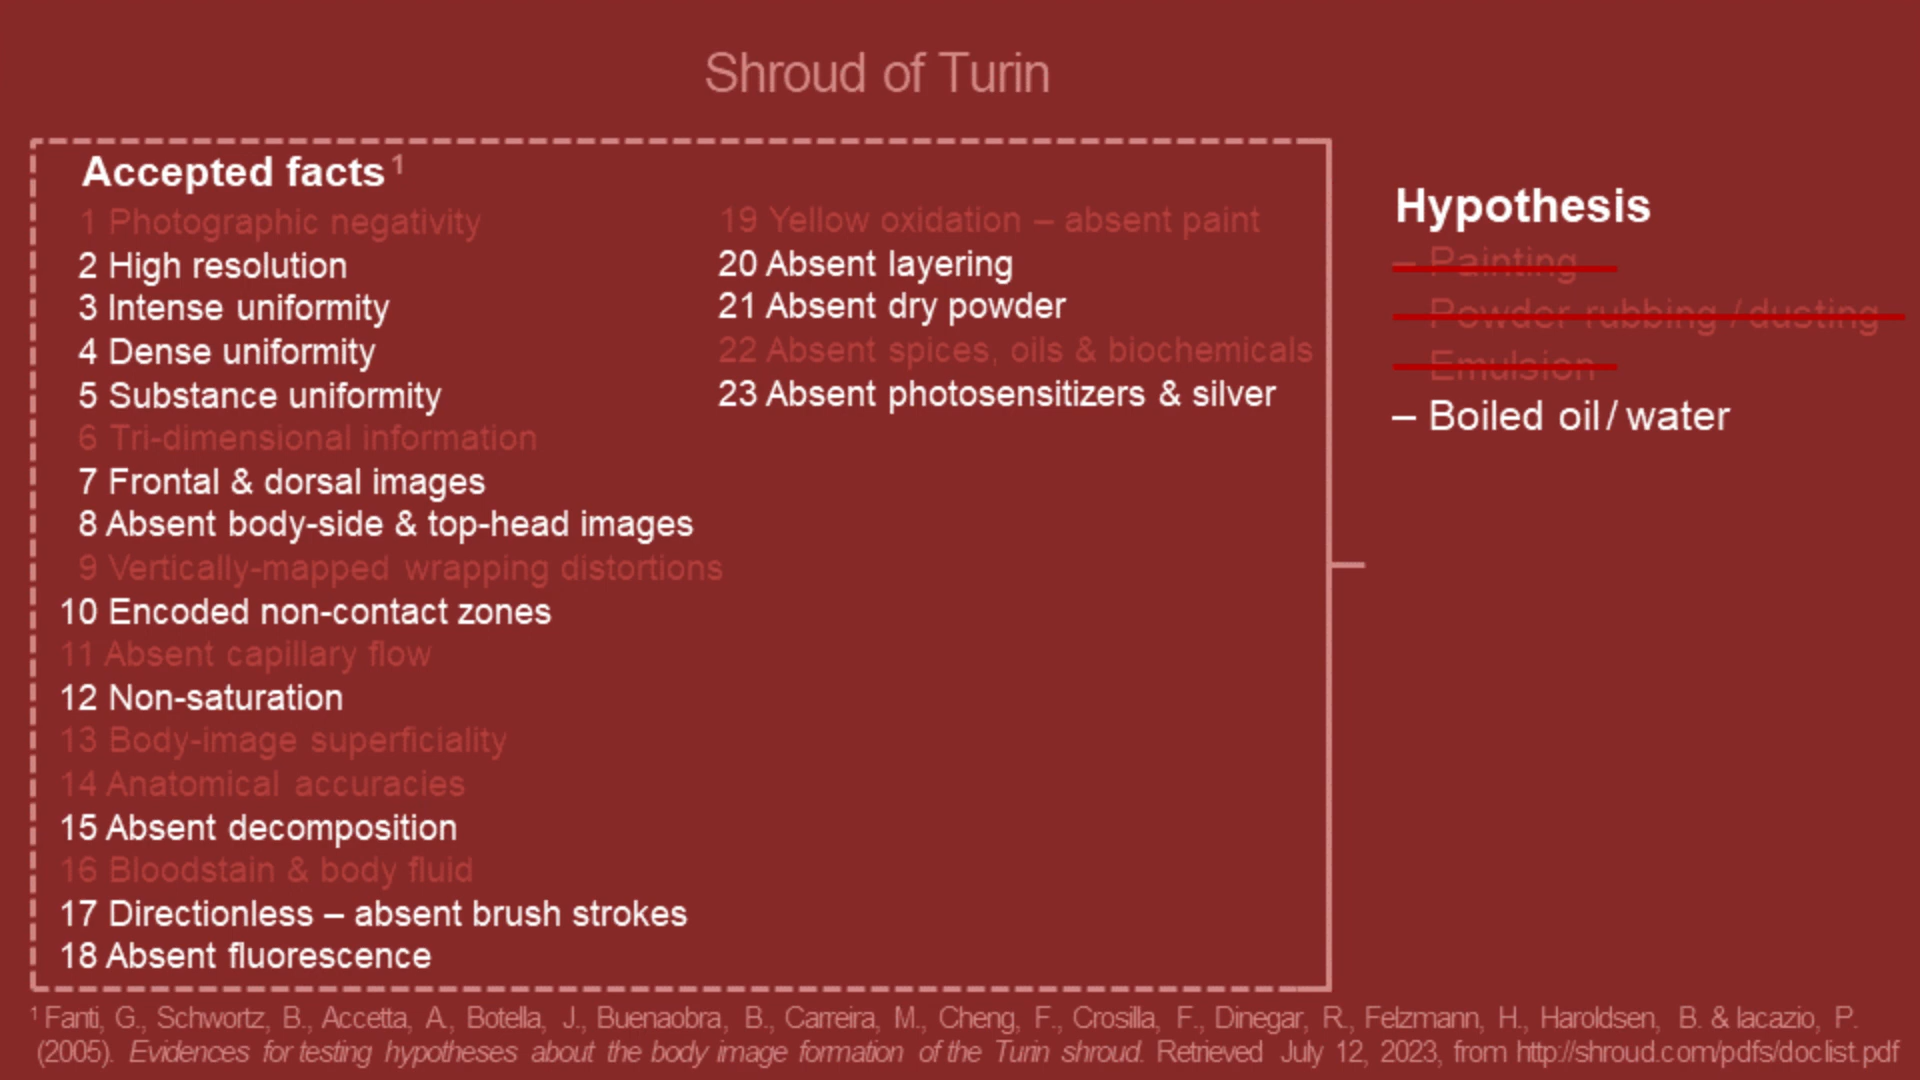 Shroud of Turin
Accepted facts¹
1 Photographic negativity
2 High resolution
3 Intense uniformity
4 Dense uniformity
5 Substance uniformity
6 Tri-dimensional information
7 Frontal & dorsal images
8 Absent body-side & top-head images
9 Vertically-mapped wrapping distortions
10 Encoded non-contact zones
11 Absent capillary flow
12 Non-saturation
13 Body-image superficiality
14 Anatomical accuracies
15 Absent decomposition
16 Bloodstain & body fluid
17 Directionless – absent brush strokes
18 Absent fluorescence
19 Yellow oxidation – absent paint
20 Absent layering
21 Absent dry powder
22 Absent spices, oils & biochemicals
23 Absent photosensitizers & silver
Hypothesis
– Painting
– Powder rubbing / dusting
– Emulsion
– Boiled oil / water
¹ Fanti, G., Schwortz, B., Accetta, A., Botella, J., Buenaobra, B., Carreira, M., Cheng, F., Crosilla, F., Dinegar, R., Felzmann, H., Haroldsen, B. & Iacazio, P.
(2005). Evidences for testing hypotheses about the body image formation of the Turin shroud. Retrieved July 12, 2023, from http://shroud.com/pdfs/doclist.pdf